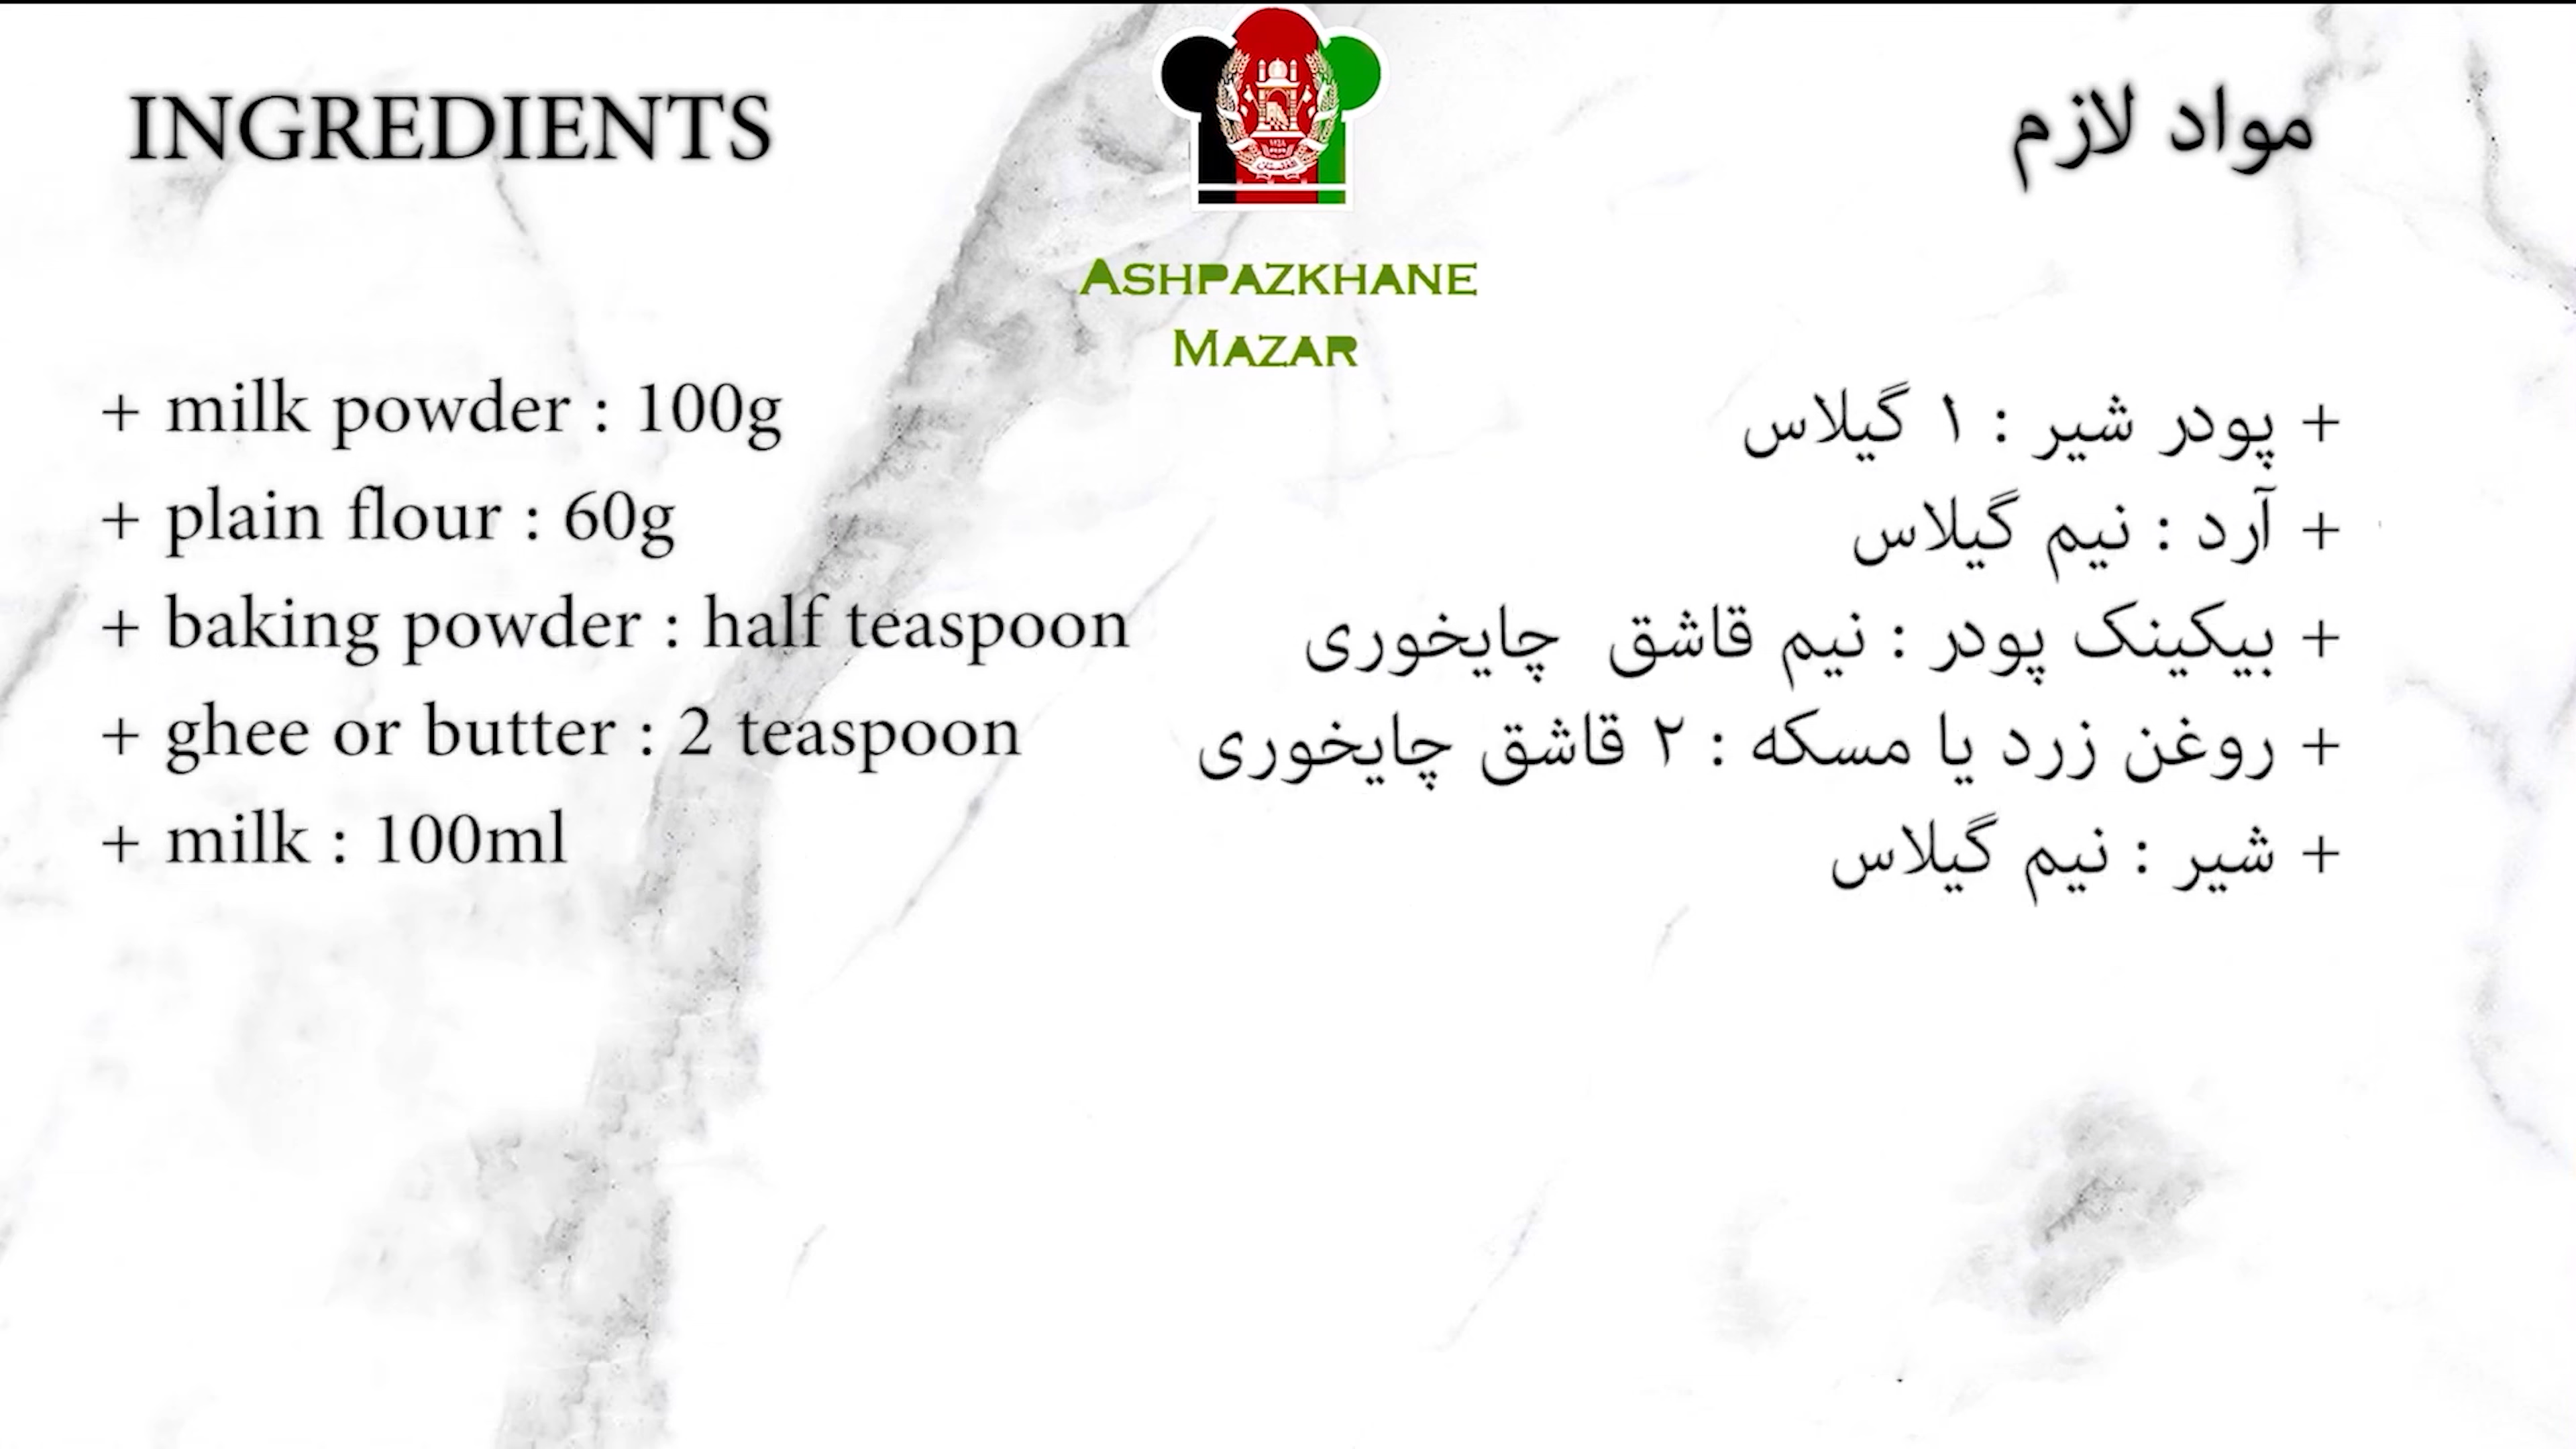 INGREDIENTS
+ milk powder : 100g
+ plain flour : 60g
+ baking powder : half teaspoon
+ ghee or butter : 2 teaspoon
+ milk : 100ml
ASHPAZKHANE
MAZAR
مواد لازم
+ پودر شیر : ۱ گیلاس
+ آرد : نیم گیلاس
+ بیکینک پودر : نیم قاشق چایخوری
+ روغن زرد یا مسکه : ۲ قاشق چایخوری
+ شیر : نیم گیلاس